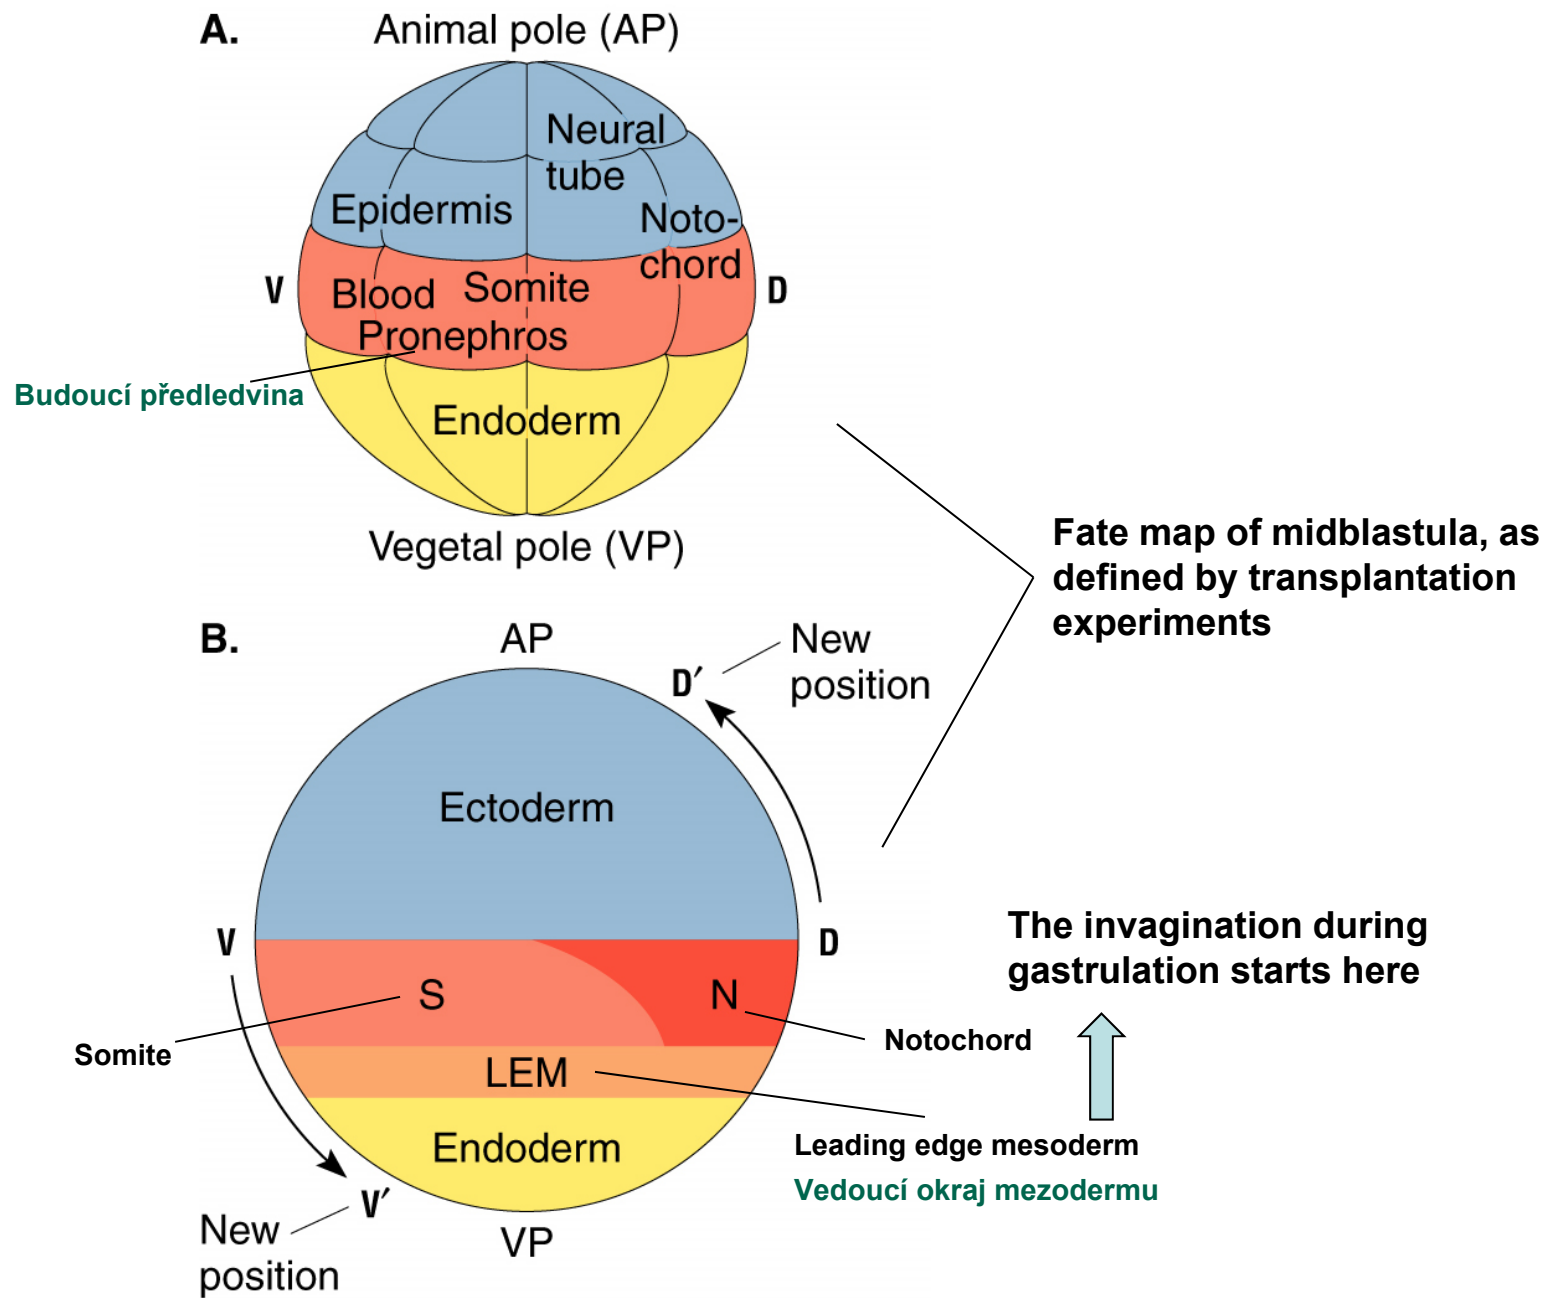 A.
Animal pole (AP)
Neural
tube
Epidermis
Noto-
chord
V
Blood
Somite
D
Pronephros
Budoucí předledvina
Endoderm
Vegetal pole (VP)
Fate map of midblastula, as
defined by transplantation
experiments
B.
AP
D′
New
position
Ectoderm
V
D
The invagination during
gastrulation starts here
S
N
Somite
Notochord
LEM
Leading edge mesoderm
Vedoucí okraj mezodermu
Endoderm
V′
New
position
VP